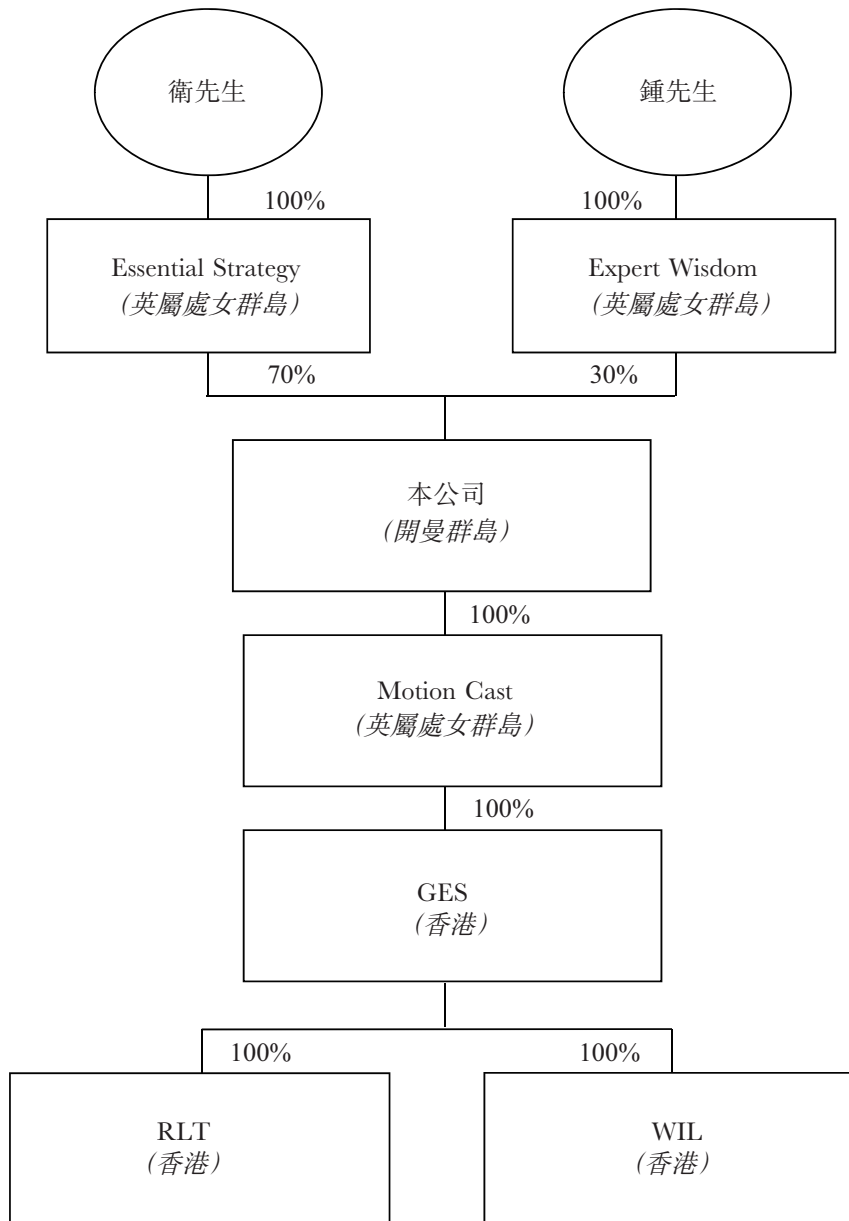 衛先生
鍾先生
100%
100%
Essential Strategy
(英屬處女群島)
Expert Wisdom
(英屬處女群島)
70%
30%
本公司
(開曼群島)
100%
Motion Cast
(英屬處女群島)
100%
GES
(香港)
100%
100%
RLT
(香港)
WIL
(香港)